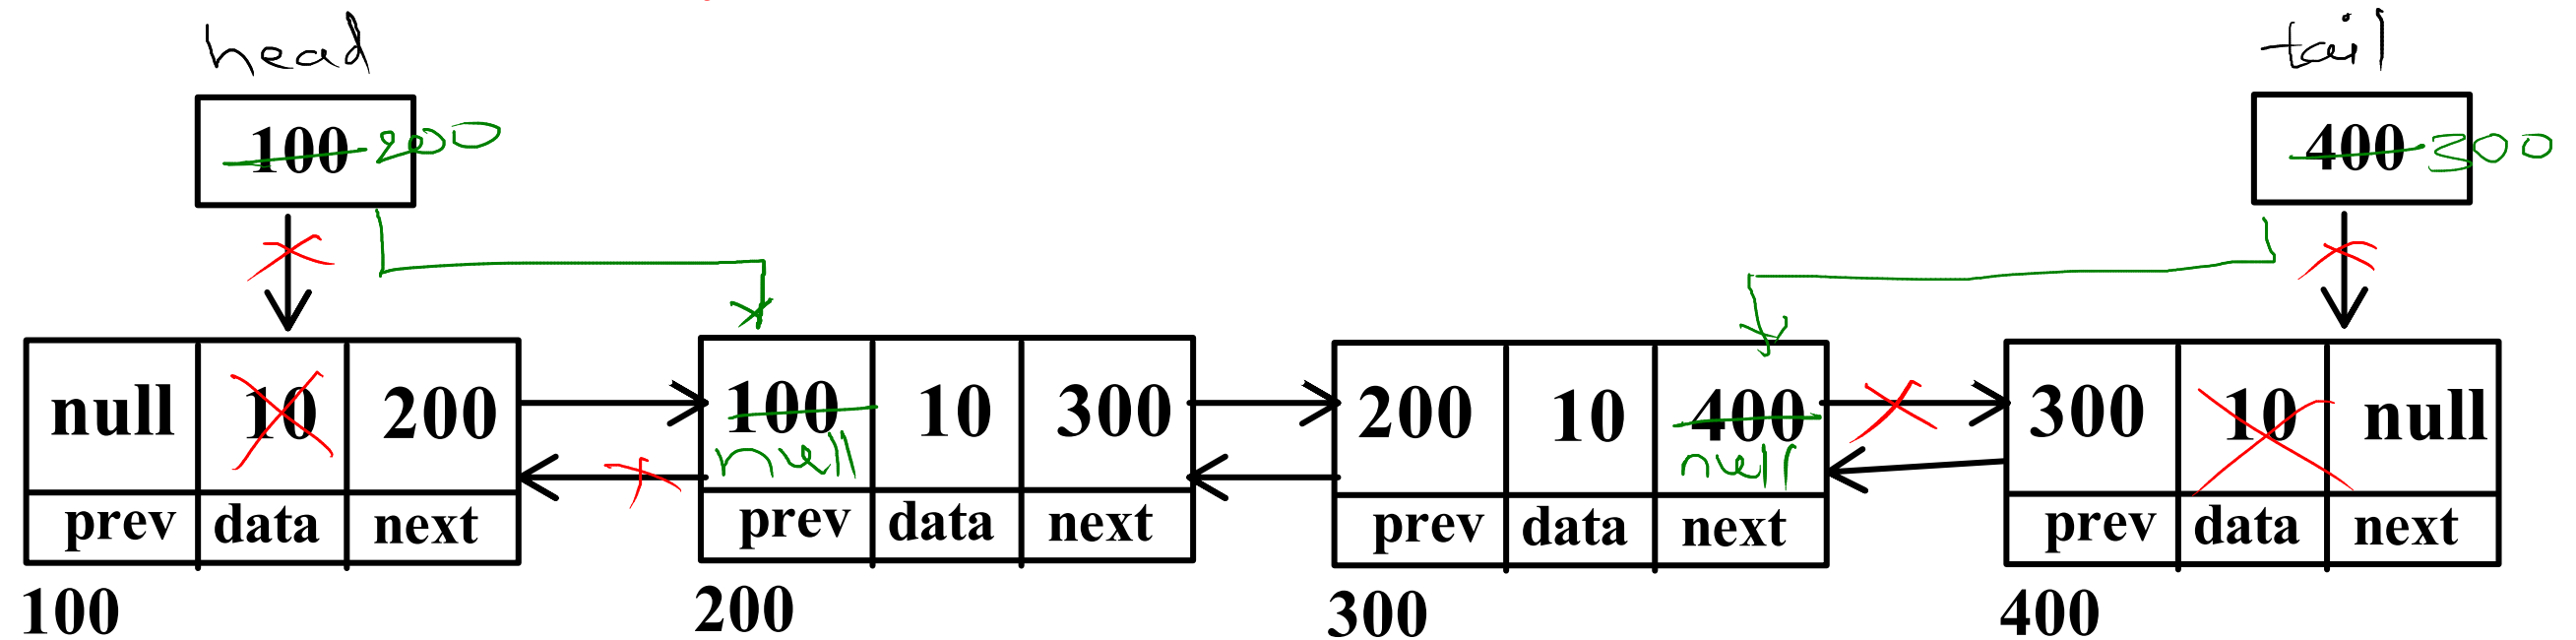 head tail
100 200 400 300
null 10 200 100 10 300 200 10 400 300 10 null
null null
prev data next prev data next prev data next prev data next
100 200 300 400